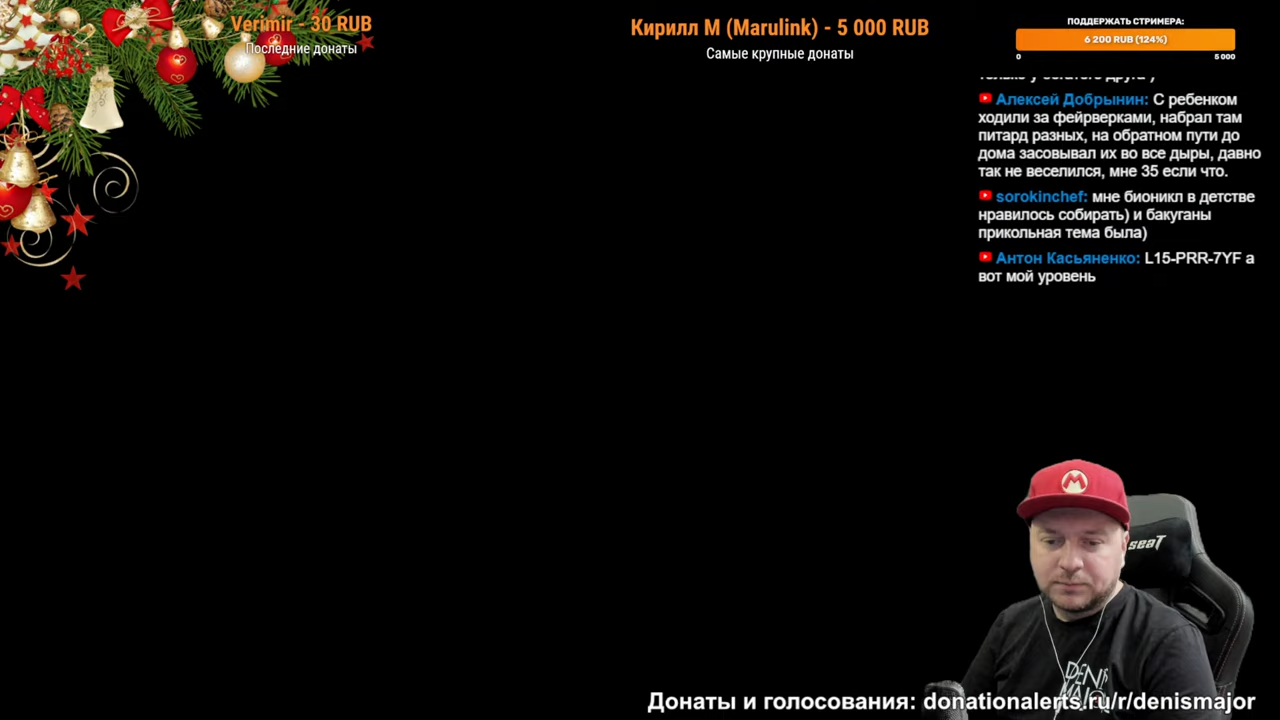 Verimir - 30 RUB
Последние донаты
Кирилл М (Marulink) - 5 000 RUB
Самые крупные донаты
ПОДДЕРЖАТЬ СТРИМЕРА:
6 200 RUB (124%)
0 5 000
Алексей Добрынин: С ребенком
ходили за фейрверками, набрал там
питард разных, на обратном пути до
дома засовывал их во все дыры, давно
так не веселился, мне 35 если что.
sorokinchef: мне бионикл в детстве
нравилось собирать) и бакуганы
прикольная тема была)
Антон Касьяненко: L15-PRR-7YF а
вот мой уровень
M
seat
DENIS
Донаты и голосования: donationalerts.ru/r/denismajor